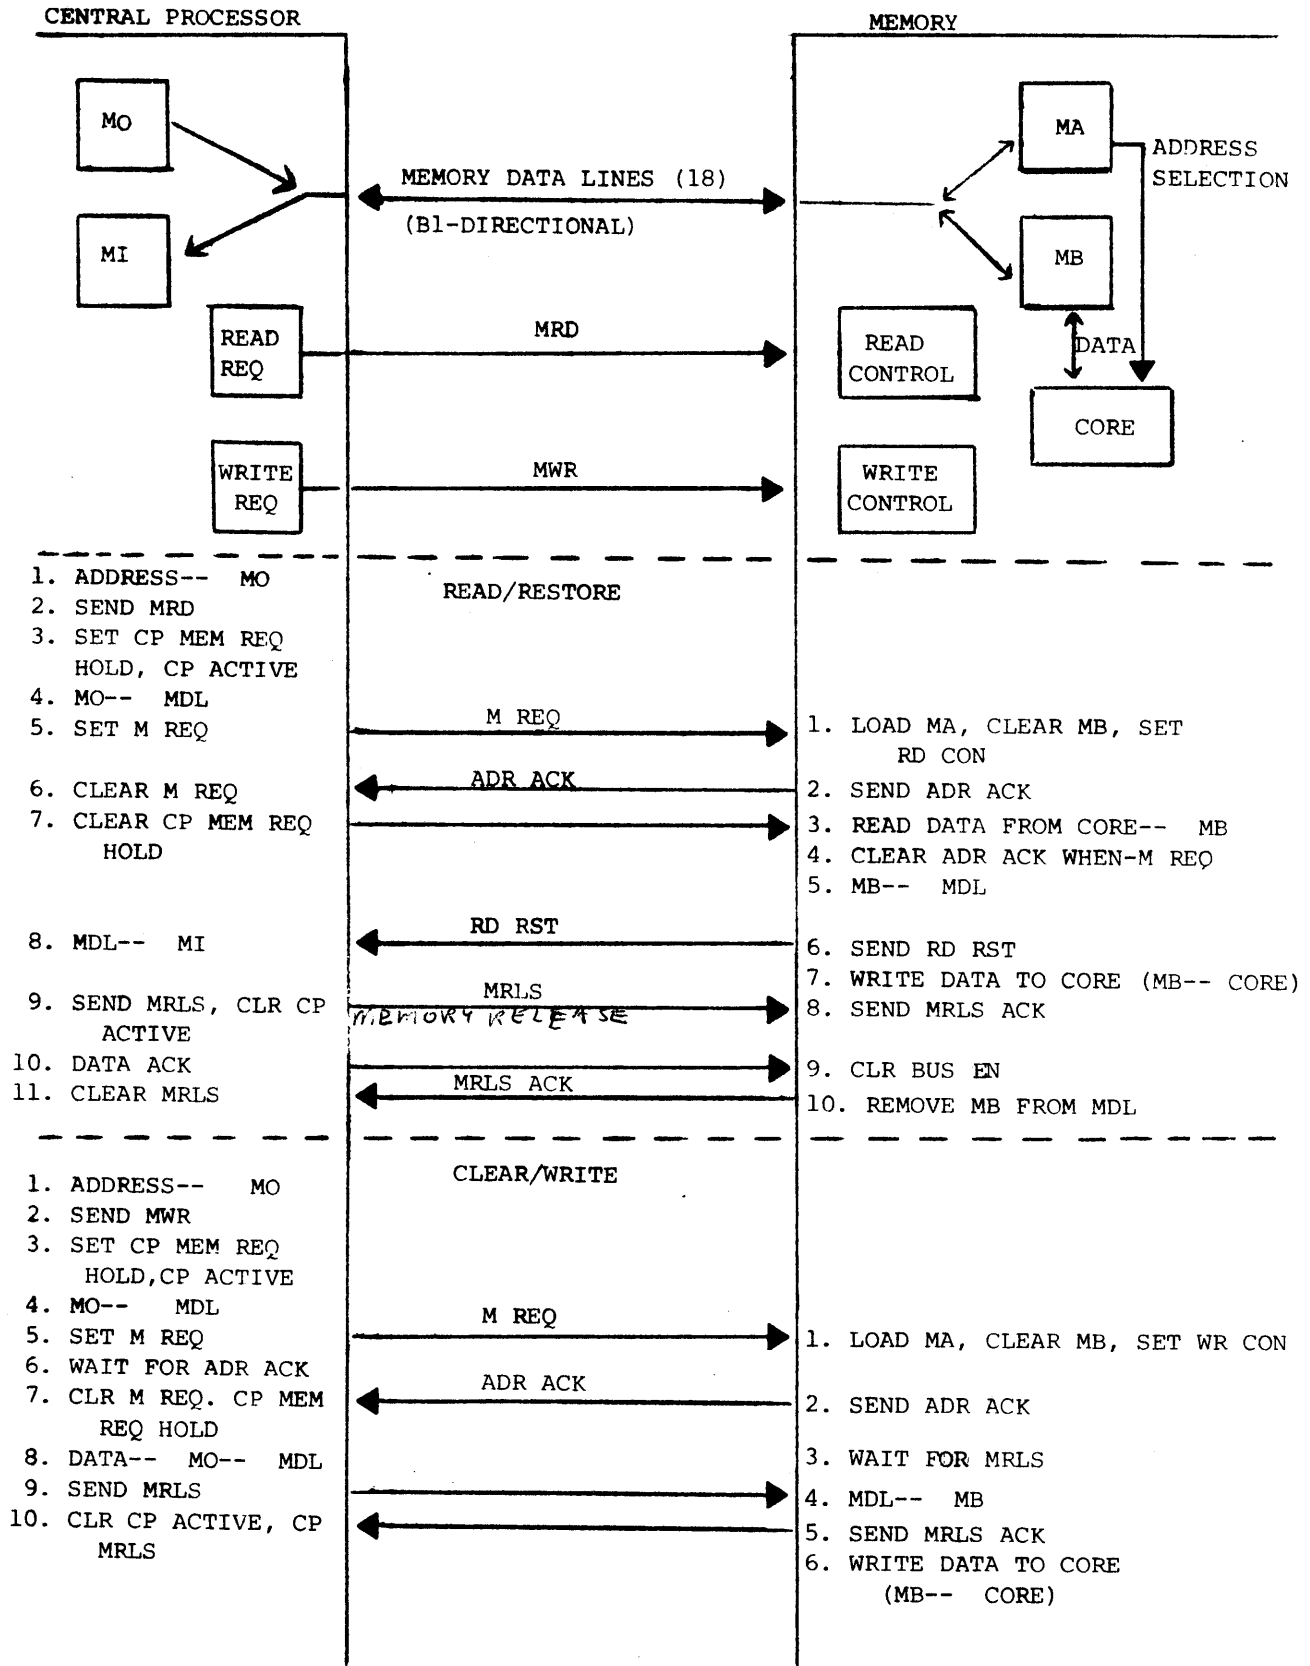 CENTRAL PROCESSOR
MEMORY
MO
MA
ADDRESS
SELECTION
MEMORY DATA LINES (18)
(B1-DIRECTIONAL)
MI
MB
READ
REQ
MRD
READ
CONTROL
DATA
CORE
WRITE
REQ
MWR
WRITE
CONTROL
READ/RESTORE
1. ADDRESS-- MO
2. SEND MRD
3. SET CP MEM REQ
HOLD, CP ACTIVE
4. MO-- MDL
5. SET M REQ
M REQ
1. LOAD MA, CLEAR MB, SET
RD CON
6. CLEAR M REQ
ADR ACK
2. SEND ADR ACK
7. CLEAR CP MEM REQ
HOLD
3. READ DATA FROM CORE-- MB
4. CLEAR ADR ACK WHEN-M REQ
5. MB-- MDL
8. MDL-- MI
RD RST
6. SEND RD RST
7. WRITE DATA TO CORE (MB-- CORE)
9. SEND MRLS, CLR CP
ACTIVE
MRLS
MEMORY RELEASE
8. SEND MRLS ACK
10. DATA ACK
9. CLR BUS EN
11. CLEAR MRLS
MRLS ACK
10. REMOVE MB FROM MDL
CLEAR/WRITE
1. ADDRESS-- MO
2. SEND MWR
3. SET CP MEM REQ
HOLD,CP ACTIVE
4. MO-- MDL
5. SET M REQ
M REQ
1. LOAD MA, CLEAR MB, SET WR CON
6. WAIT FOR ADR ACK
7. CLR M REQ. CP MEM
REQ HOLD
ADR ACK
2. SEND ADR ACK
8. DATA-- MO-- MDL
3. WAIT FOR MRLS
9. SEND MRLS
4. MDL-- MB
10. CLR CP ACTIVE, CP
MRLS
5. SEND MRLS ACK
6. WRITE DATA TO CORE
(MB-- CORE)